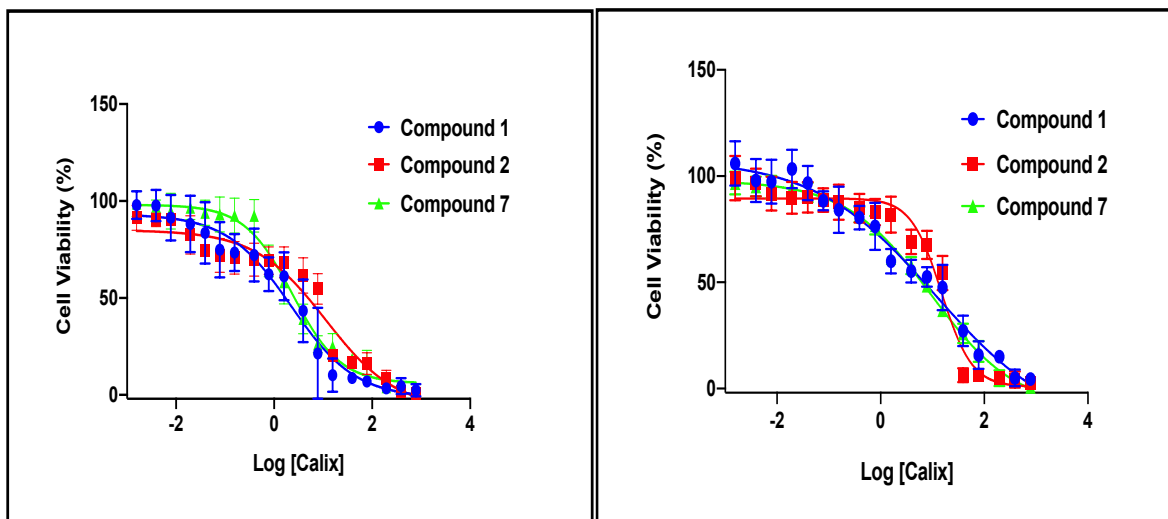 150
100
50
0
-2
0
2
4
Cell Viability (%)
Log [Calix]
Compound 1
Compound 2
Compound 7
150
100
50
0
-2
0
2
4
Cell Viability (%)
Log [Calix]
Compound 1
Compound 2
Compound 7